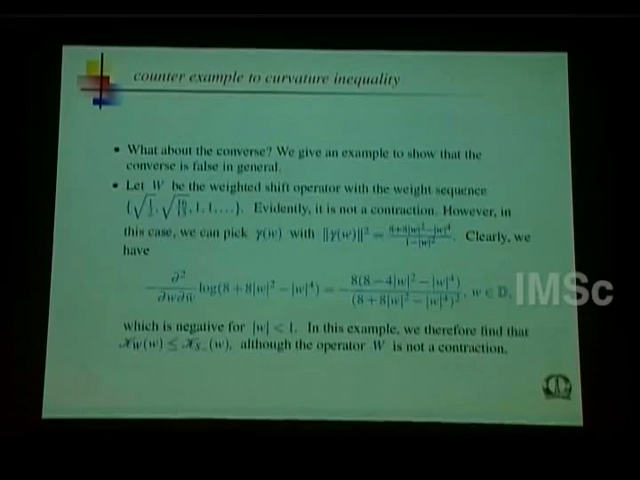 counter example to curvature inequality
• What about the converse? We give an example to show that the
converse is false in general.
• Let W be the weighted shift operator with the weight sequence
{√(1/2), √(16/15), 1, 1, …}. Evidently, it is not a contraction. However, in
this case, we can pick γ(w) with ||γ(w)||² = (8+8|w|²−|w|⁴)/(1−|w|²). Clearly, we
have
−∂²/∂w∂w̄ log(8 + 8|w|² − |w|⁴) = −8(8 − 4|w|² − |w|⁴)/(8 + 8|w|² − |w|⁴)², w ∈ 𝔻,
which is negative for |w| < 1. In this example, we therefore find that
𝒦_W(w) ≤ 𝒦_S₋(w), although the operator W is not a contraction.
IMSc